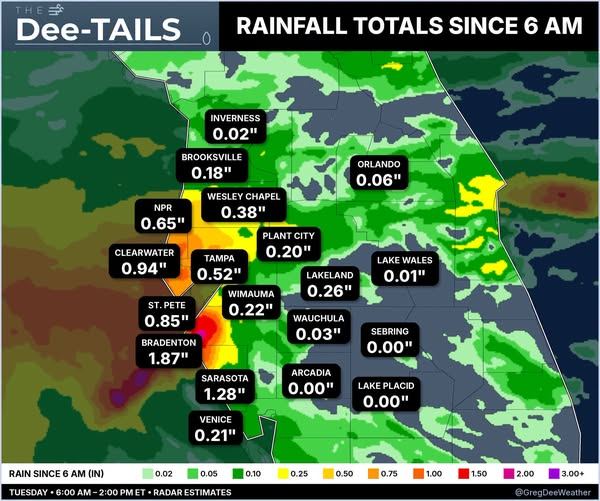 THE
Dee-TAILS
RAINFALL TOTALS SINCE 6 AM
INVERNESS
0.02"
BROOKSVILLE
0.18"
ORLANDO
0.06"
WESLEY CHAPEL
0.38"
NPR
0.65"
PLANT CITY
0.20"
CLEARWATER
0.94"
TAMPA
0.52"
LAKE WALES
0.01"
LAKELAND
0.26"
WIMAUMA
0.22"
ST. PETE
0.85"
WAUCHULA
0.03"
SEBRING
0.00"
BRADENTON
1.87"
SARASOTA
1.28"
ARCADIA
0.00"
LAKE PLACID
0.00"
VENICE
0.21"
RAIN SINCE 6 AM (IN) 0.02 0.05 0.10 0.25 0.50 0.75 1.00 1.50 2.00 3.00+
TUESDAY • 6:00 AM – 2:00 PM ET • RADAR ESTIMATES @GregDeeWeather